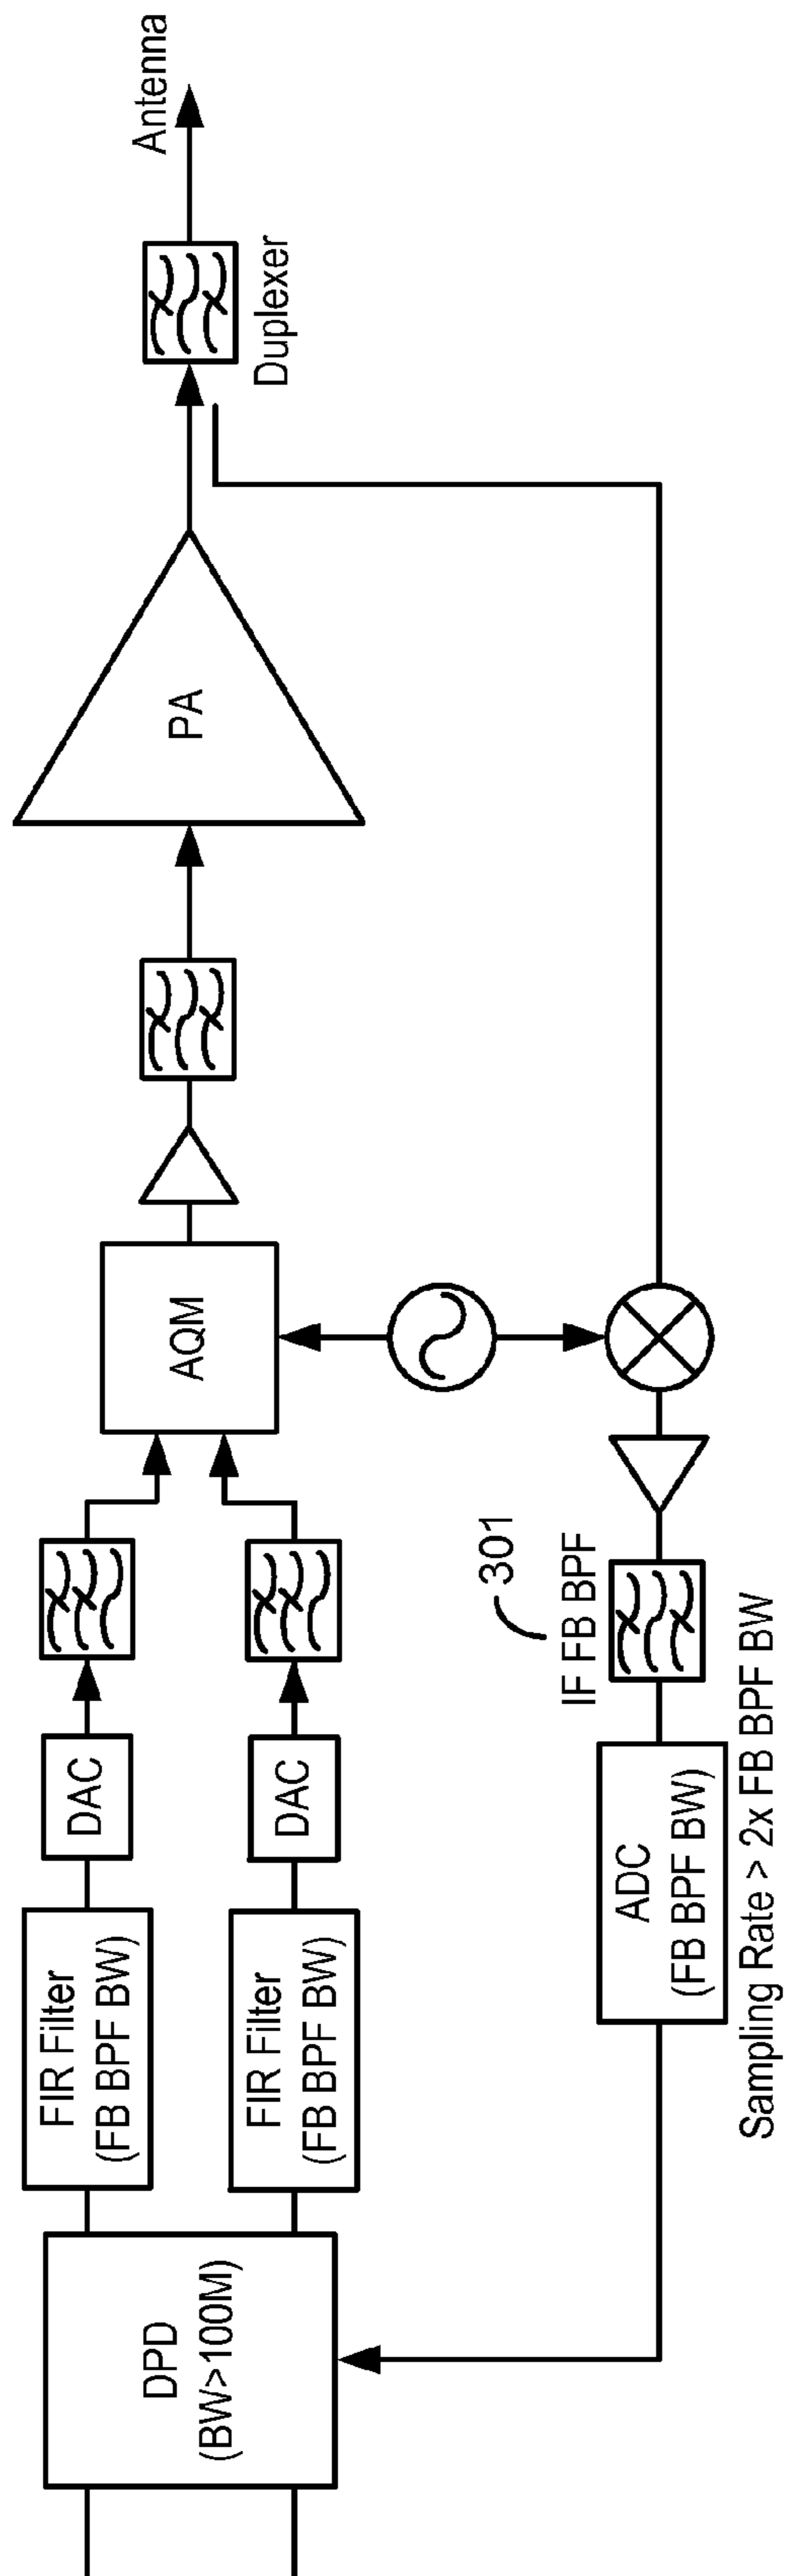 DPD
(BW>100M)
FIR Filter
(FB BPF BW)
FIR Filter
(FB BPF BW)
DAC
DAC
AQM
PA
Duplexer
Antenna
301
IF FB BPF
ADC
(FB BPF BW)
Sampling Rate > 2x FB BPF BW